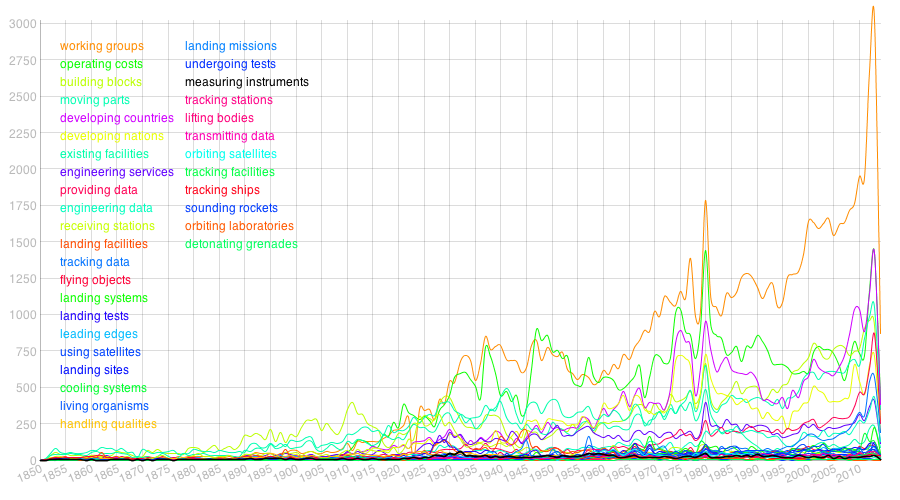 3000
2750
2500
2250
2000
1750
1500
1250
1000
750
500
250
0
working groups
operating costs
building blocks
moving parts
developing countries
developing nations
existing facilities
engineering services
providing data
engineering data
receiving stations
landing facilities
tracking data
flying objects
landing systems
landing tests
leading edges
using satellites
landing sites
cooling systems
living organisms
handling qualities
landing missions
undergoing tests
measuring instruments
tracking stations
lifting bodies
transmitting data
orbiting satellites
tracking facilities
tracking ships
sounding rockets
orbiting laboratories
detonating grenades
1850 1855 1860 1865 1870 1875 1880 1885 1890 1895 1900 1905 1910 1915 1920 1925 1930 1935 1940 1945 1950 1955 1960 1965 1970 1975 1980 1985 1990 1995 2000 2005 2010